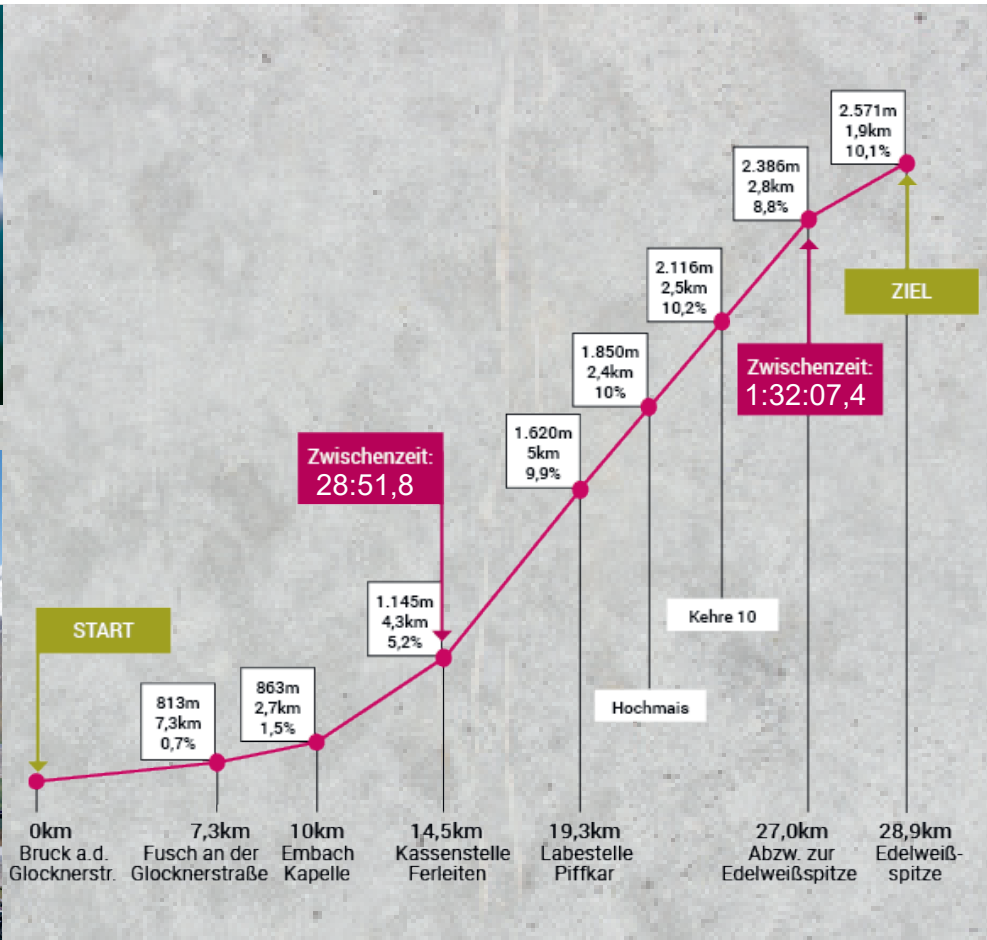 2.571m
1,9km
10,1%
2.386m
2,8km
8,8%
2.116m
2,5km
10,2%
ZIEL
1.850m
2,4km
10%
Zwischenzeit:
1:32:07,4
1.620m
5km
9,9%
Zwischenzeit:
28:51,8
1.145m
4,3km
5,2%
START
Kehre 10
863m
2,7km
1,5%
813m
7,3km
0,7%
Hochmais
0km
Bruck a.d.
Glocknerstr.
7,3km
Fusch an der
Glocknerstraße
10km
Embach
Kapelle
14,5km
Kassenstelle
Ferleiten
19,3km
Labestelle
Piffkar
27,0km
Abzw. zur
Edelweißspitze
28,9km
Edelweiß-
spitze